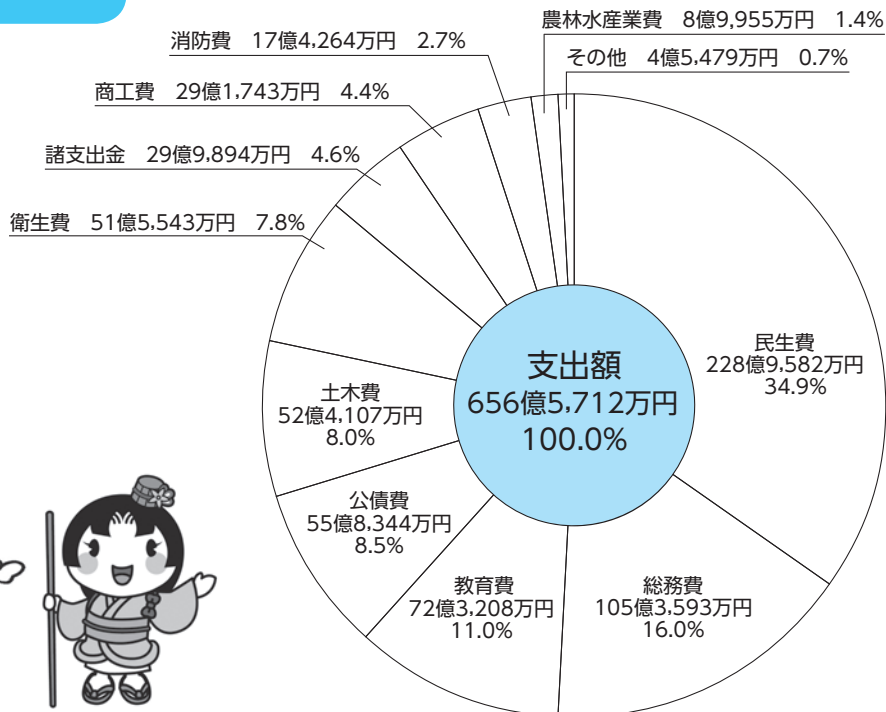 農林水産業費 8億9,955万円 1.4%
消防費 17億4,264万円 2.7%
その他 4億5,479万円 0.7%
商工費 29億1,743万円 4.4%
諸支出金 29億9,894万円 4.6%
衛生費 51億5,543万円 7.8%
民生費
228億9,582万円
34.9%
支出額
656億5,712万円
100.0%
土木費
52億4,107万円
8.0%
公債費
55億8,344万円
8.5%
教育費
72億3,208万円
11.0%
総務費
105億3,593万円
16.0%